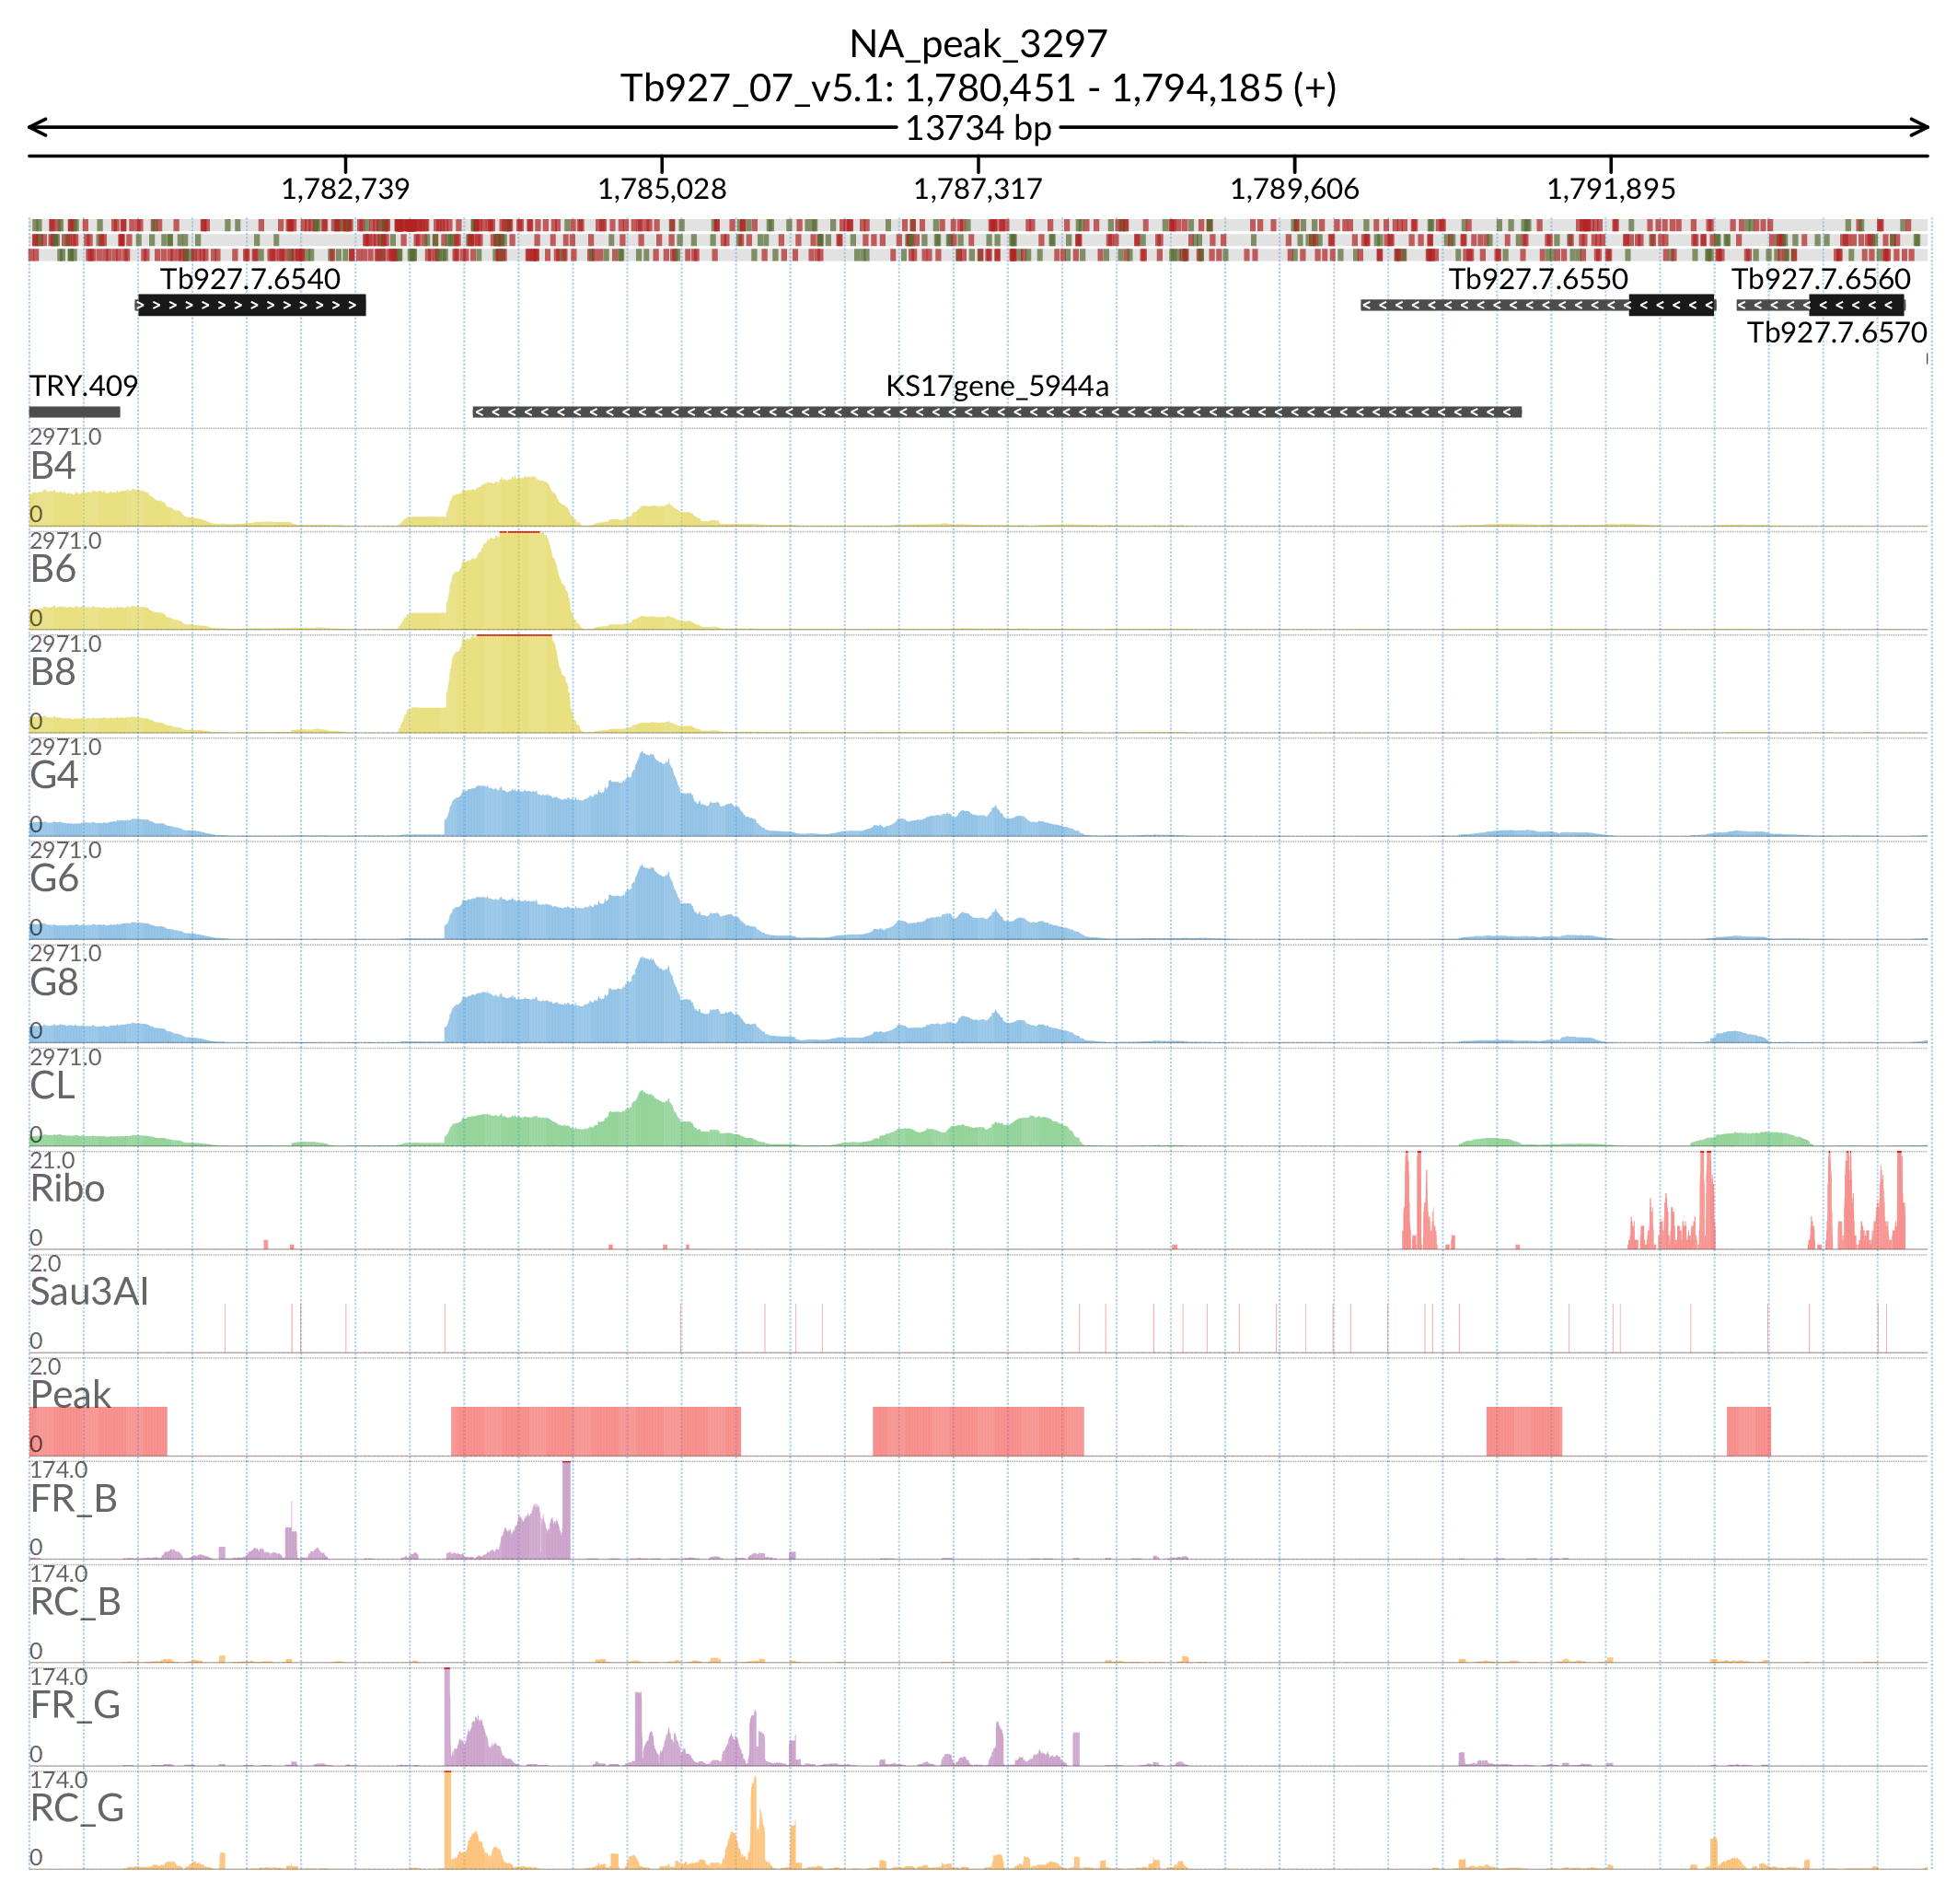 NA_peak_3297
Tb927_07_v5.1: 1,780,451 - 1,794,185 (+)
13734 bp
1,782,739 1,785,028 1,787,317 1,789,606 1,791,895
Tb927.7.6540 Tb927.7.6550 Tb927.7.6560
Tb927.7.6570
TRY.409 KS17gene_5944a
2971.0
B4
0
2971.0
B6
0
2971.0
B8
0
2971.0
G4
0
2971.0
G6
0
2971.0
G8
0
2971.0
CL
0
21.0
Ribo
0
2.0
Sau3AI
0
2.0
Peak
0
174.0
FR_B
0
174.0
RC_B
0
174.0
FR_G
0
174.0
RC_G
0